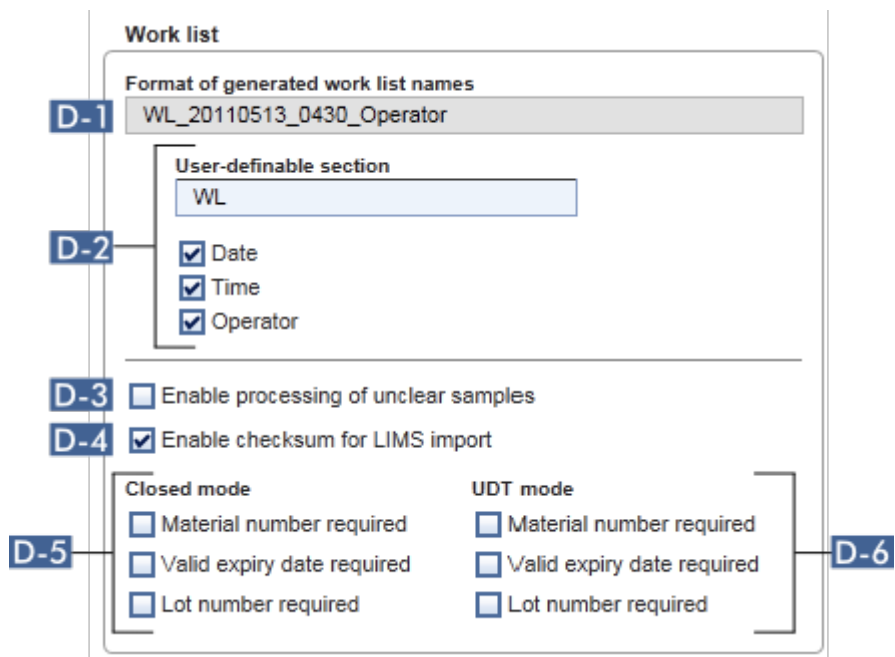 Work list
Format of generated work list names
D-1 WL_20110513_0430_Operator
User-definable section
WL
D-2
Date
Time
Operator
D-3 Enable processing of unclear samples
D-4 Enable checksum for LIMS import
Closed mode UDT mode
Material number required Material number required
D-5 Valid expiry date required Valid expiry date required D-6
Lot number required Lot number required